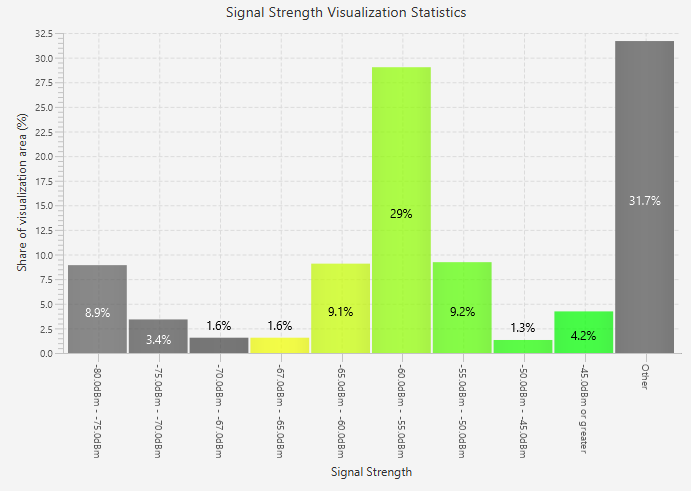 Signal Strength Visualization Statistics
Share of visualization area (%)
32.5
30.0
27.5
25.0
22.5
20.0
17.5
15.0
12.5
10.0
7.5
5.0
2.5
0.0
8.9%
3.4%
1.6%
1.6%
9.1%
29%
9.2%
1.3%
4.2%
31.7%
-80.0dBm - -75.0dBm
-75.0dBm - -70.0dBm
-70.0dBm - -67.0dBm
-67.0dBm - -65.0dBm
-65.0dBm - -60.0dBm
-60.0dBm - -55.0dBm
-55.0dBm - -50.0dBm
-50.0dBm - -45.0dBm
-45.0dBm or greater
Other
Signal Strength